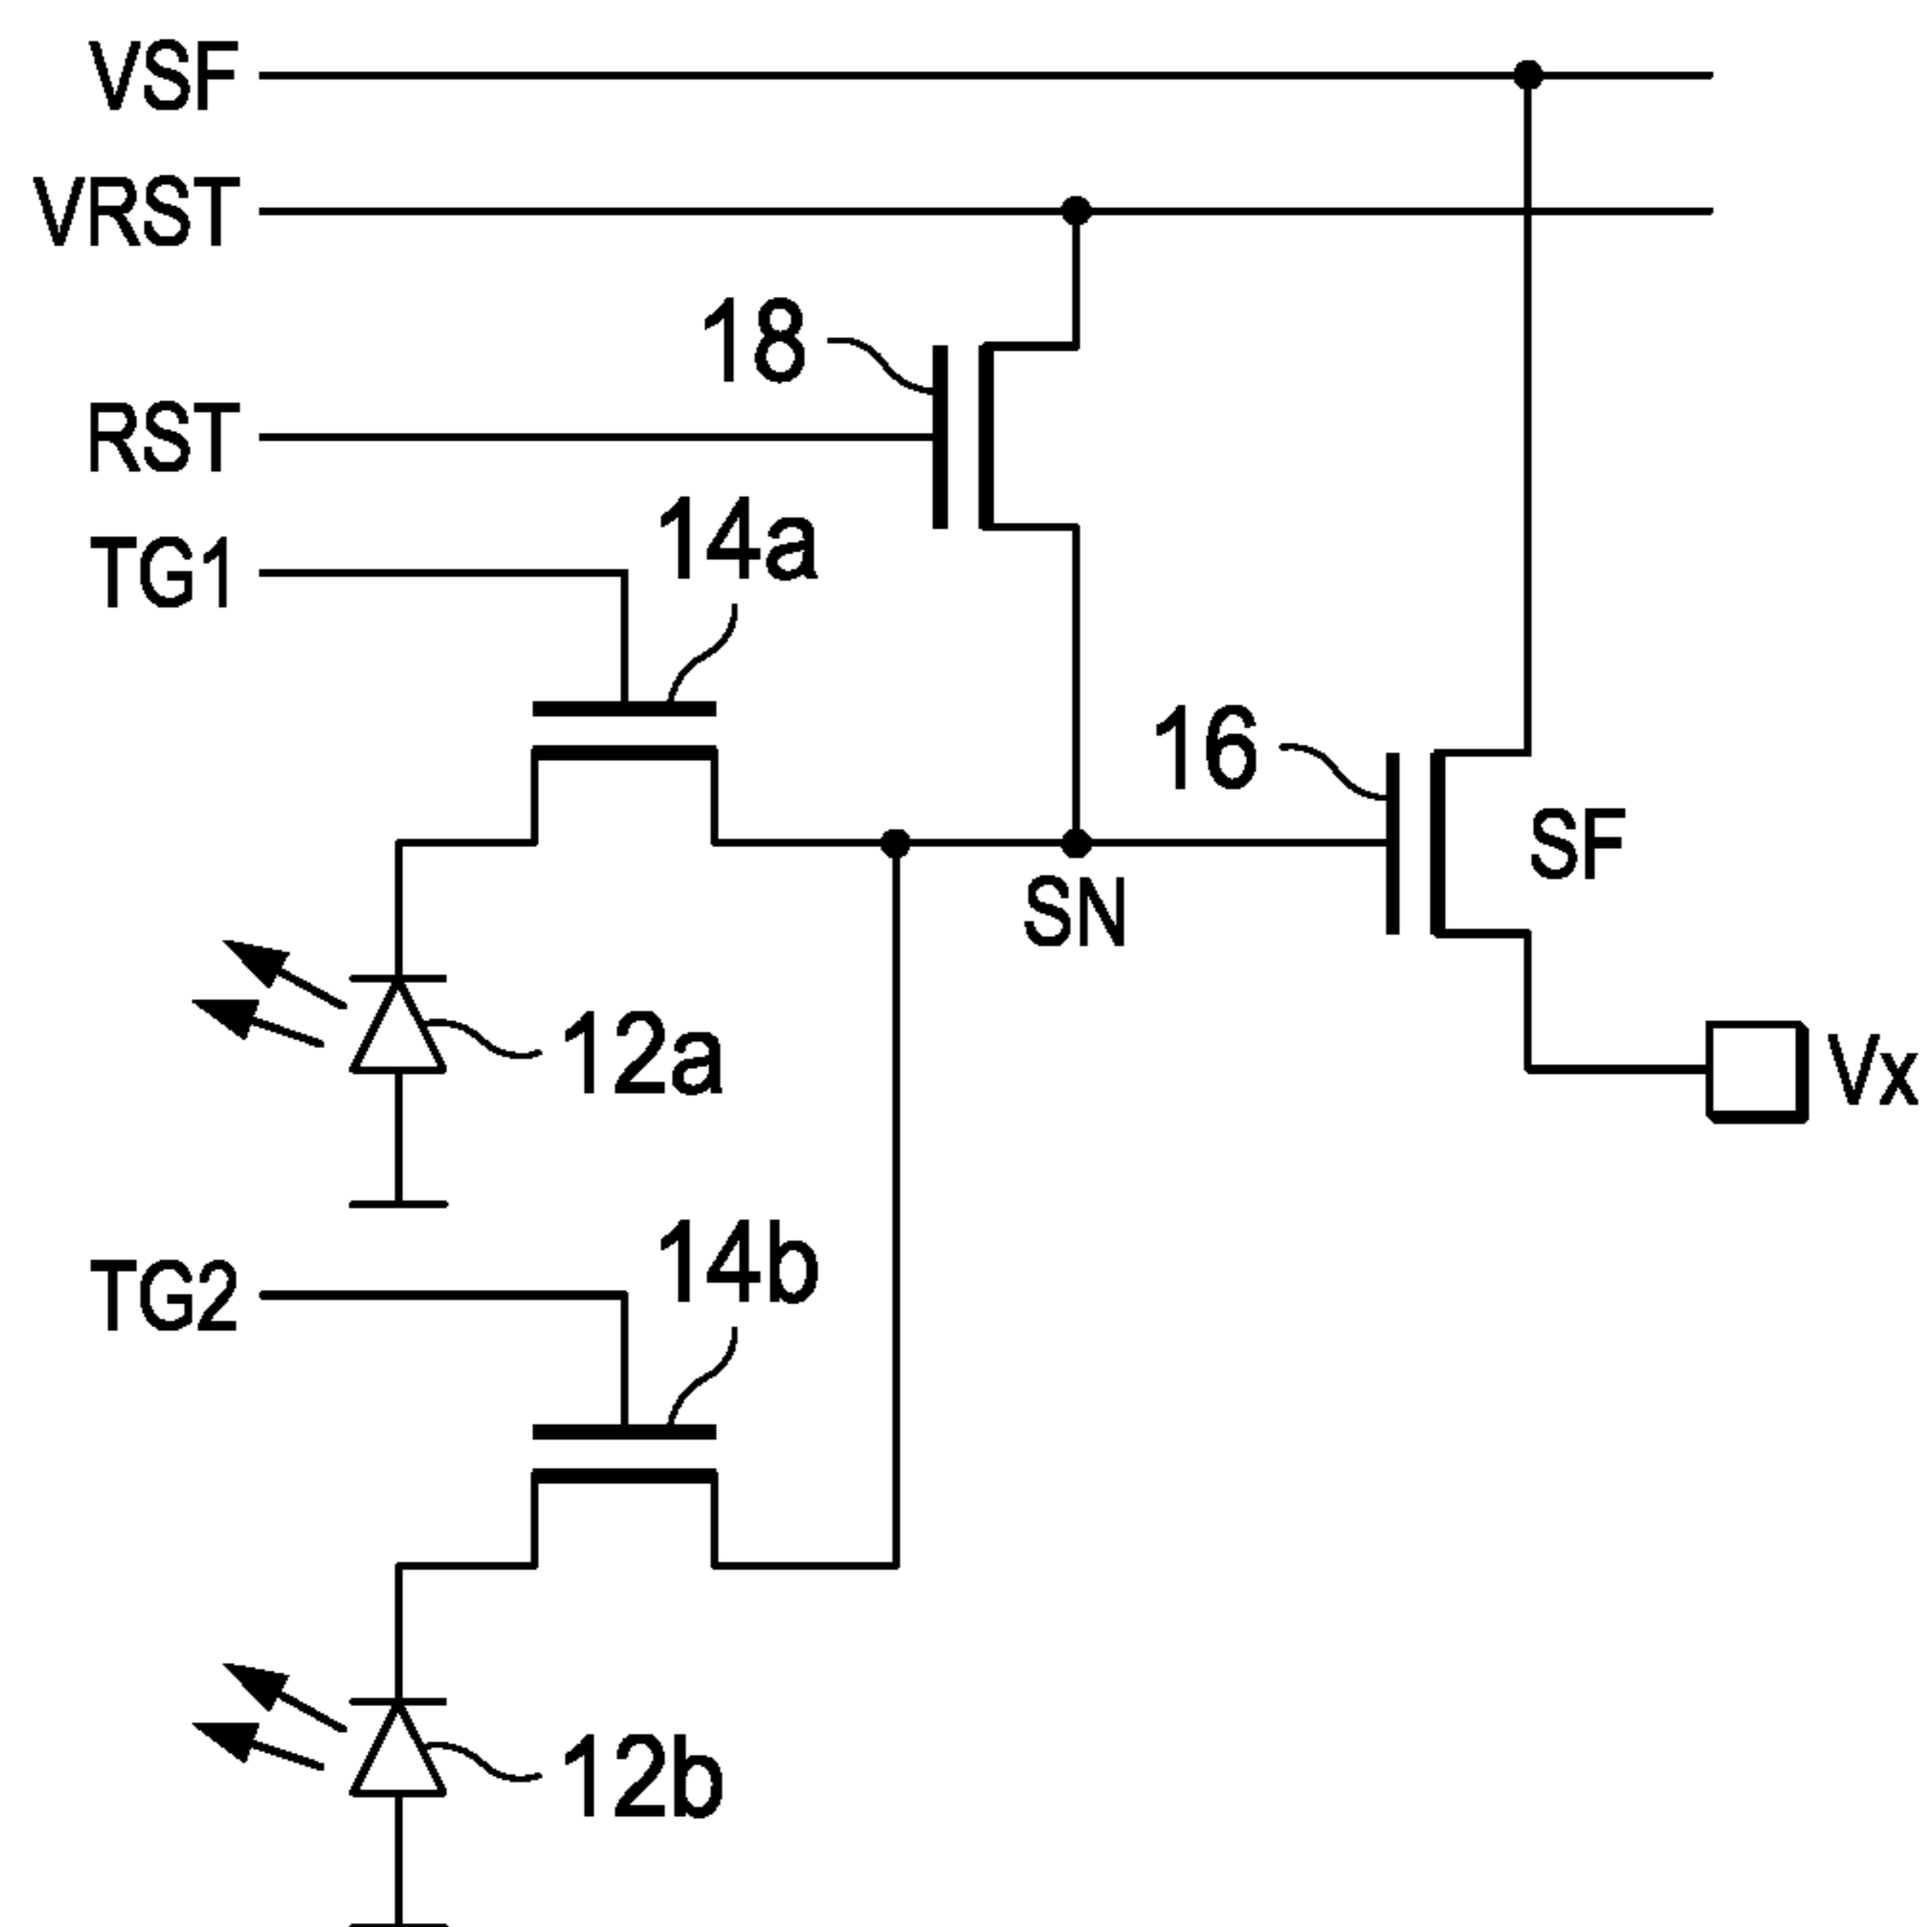 VSF
VRST
18
RST
14a
TG1
16
SF
SN
12a
Vx
14b
TG2
12b